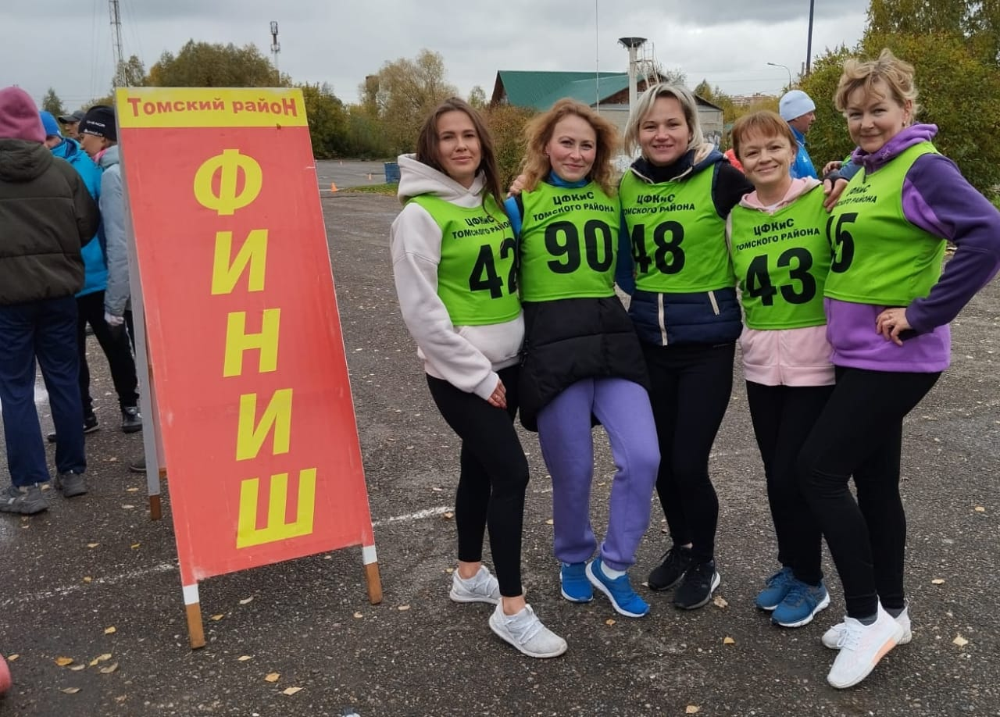 Томский райоН
ФИНИШ
ЦФКиС
ТОМСКОГО РАЙОНА
42
ЦФКиС
ТОМСКОГО РАЙОНА
90
ЦФКиС
ТОМСКОГО РАЙОНА
48
ЦФКиС
ТОМСКОГО РАЙОНА
43
ЦФКиС
ТОМСКОГО РАЙОНА